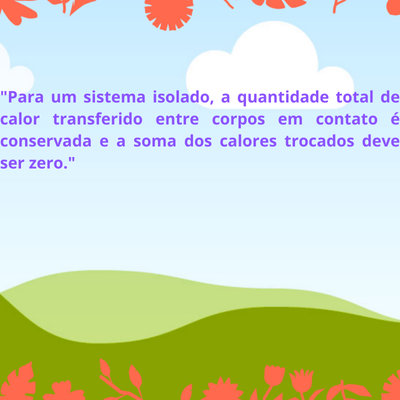 "Para um sistema isolado, a quantidade total de
calor transferido entre corpos em contato é
conservada e a soma dos calores trocados deve
ser zero."